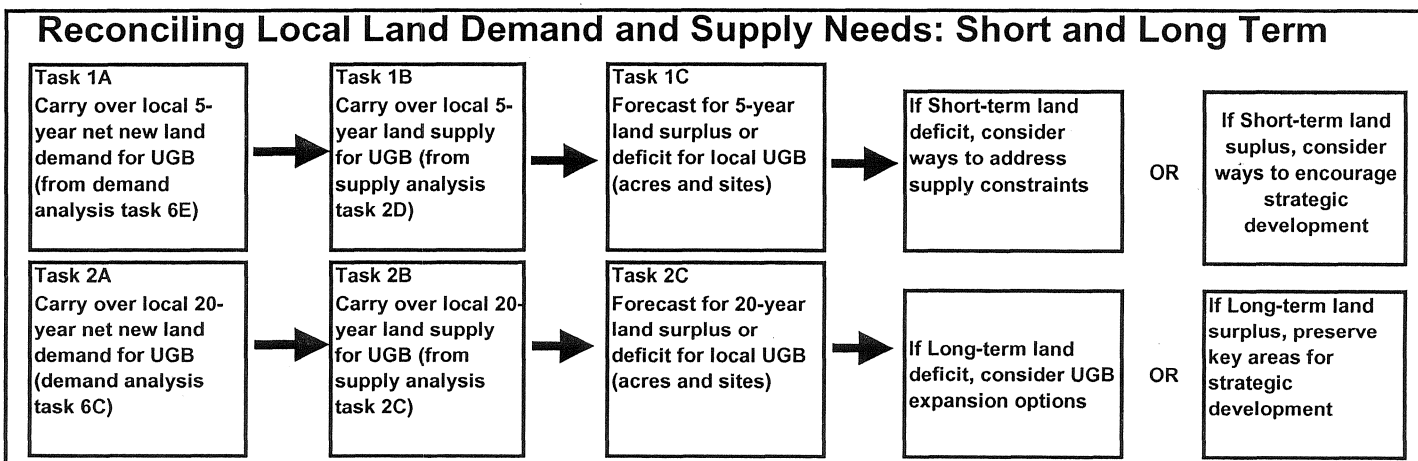 Reconciling Local Land Demand and Supply Needs: Short and Long Term
Task 1A
Carry over local 5-
year net new land
demand for UGB
(from demand
analysis task 6E)
Task 1B
Carry over local 5-
year land supply
for UGB (from
supply analysis
task 2D)
Task 1C
Forecast for 5-year
land surplus or
deficit for local UGB
(acres and sites)
If Short-term land
deficit, consider
ways to address
supply constraints
OR
If Short-term land
suplus, consider
ways to encourage
strategic
development
Task 2A
Carry over local 20-
year net new land
demand for UGB
(demand analysis
task 6C)
Task 2B
Carry over local 20-
year land supply
for UGB (from
supply analysis
task 2C)
Task 2C
Forecast for 20-year
land surplus or
deficit for local UGB
(acres and sites)
If Long-term land
deficit, consider UGB
expansion options
OR
If Long-term land
surplus, preserve
key areas for
strategic
development